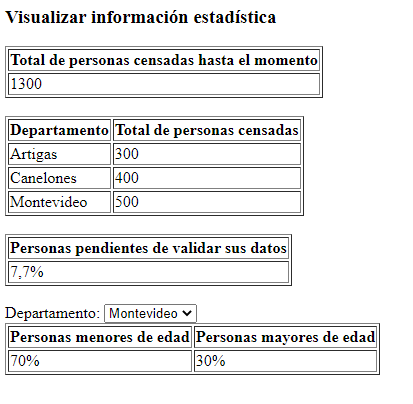 Visualizar información estadística
Total de personas censadas hasta el momento
1300
Departamento Total de personas censadas
Artigas 300
Canelones 400
Montevideo 500
Personas pendientes de validar sus datos
7,7%
Departamento: Montevideo
Personas menores de edad Personas mayores de edad
70% 30%